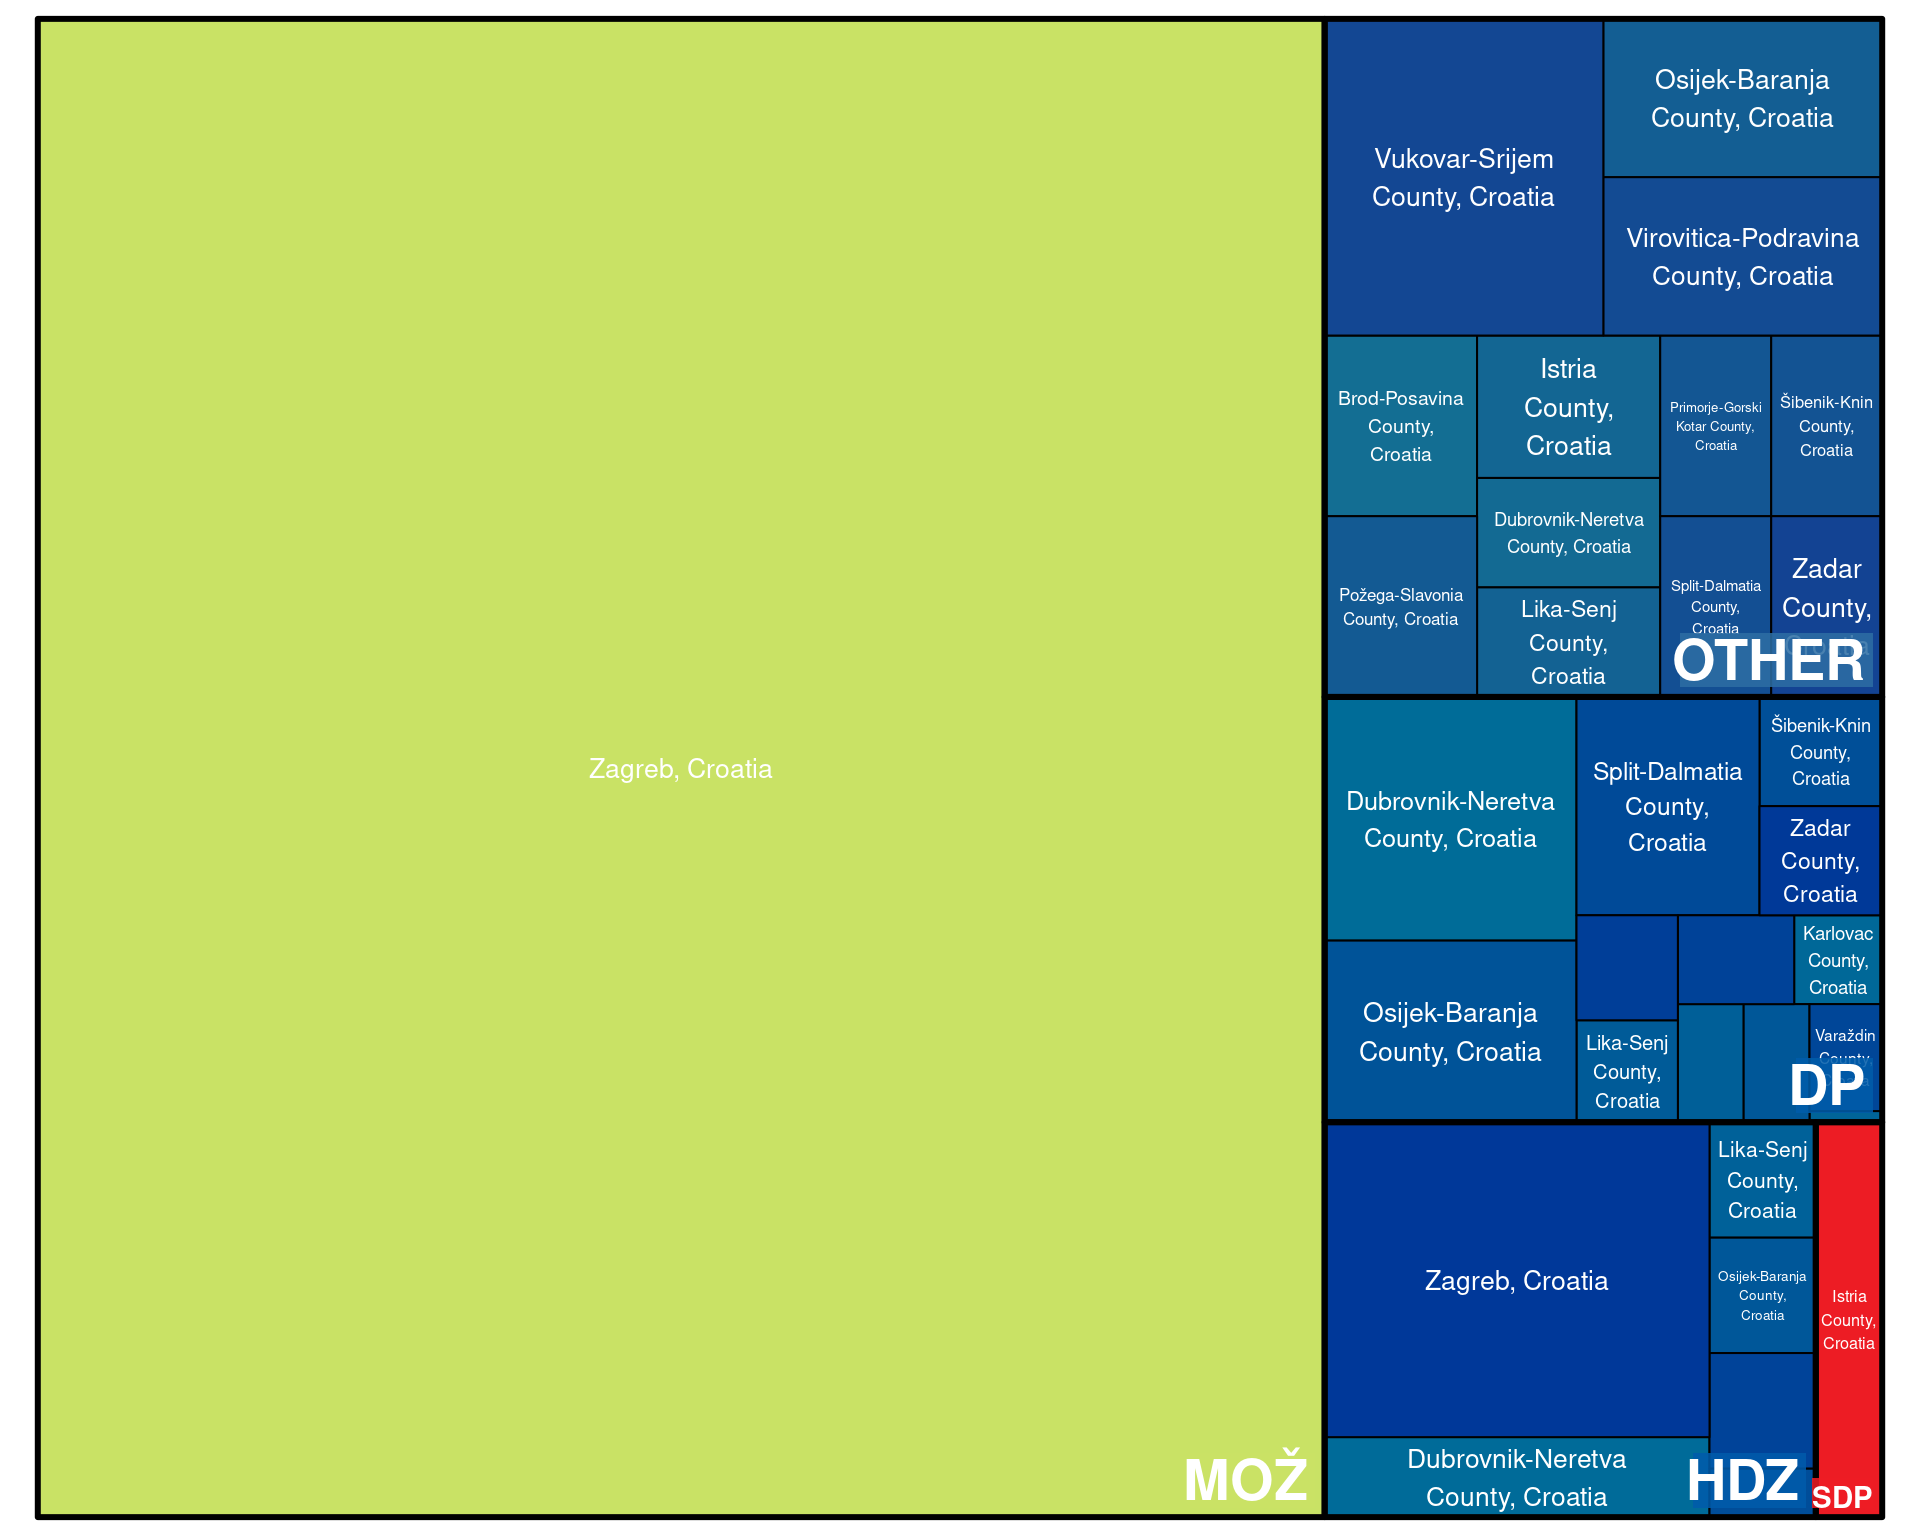 Zagreb, Croatia
MOŽ
Vukovar-Srijem
County, Croatia
Osijek-Baranja
County, Croatia
Virovitica-Podravina
County, Croatia
Brod-Posavina
County,
Croatia
Istria
County,
Croatia
Primorje-Gorski
Kotar County,
Croatia
Šibenik-Knin
County,
Croatia
Dubrovnik-Neretva
County, Croatia
Požega-Slavonia
County, Croatia
Lika-Senj
County,
Croatia
Split-Dalmatia
County,
Croatia
Zadar
County,
Croatia
OTHER
Dubrovnik-Neretva
County, Croatia
Split-Dalmatia
County,
Croatia
Šibenik-Knin
County,
Croatia
Zadar
County,
Croatia
Osijek-Baranja
County, Croatia
Lika-Senj
County,
Croatia
Karlovac
County,
Croatia
Varaždin
County,
DP
Zagreb, Croatia
Lika-Senj
County,
Croatia
Osijek-Baranja
County,
Croatia
Dubrovnik-Neretva
County, Croatia
HDZ
Istria
County,
Croatia
SDP